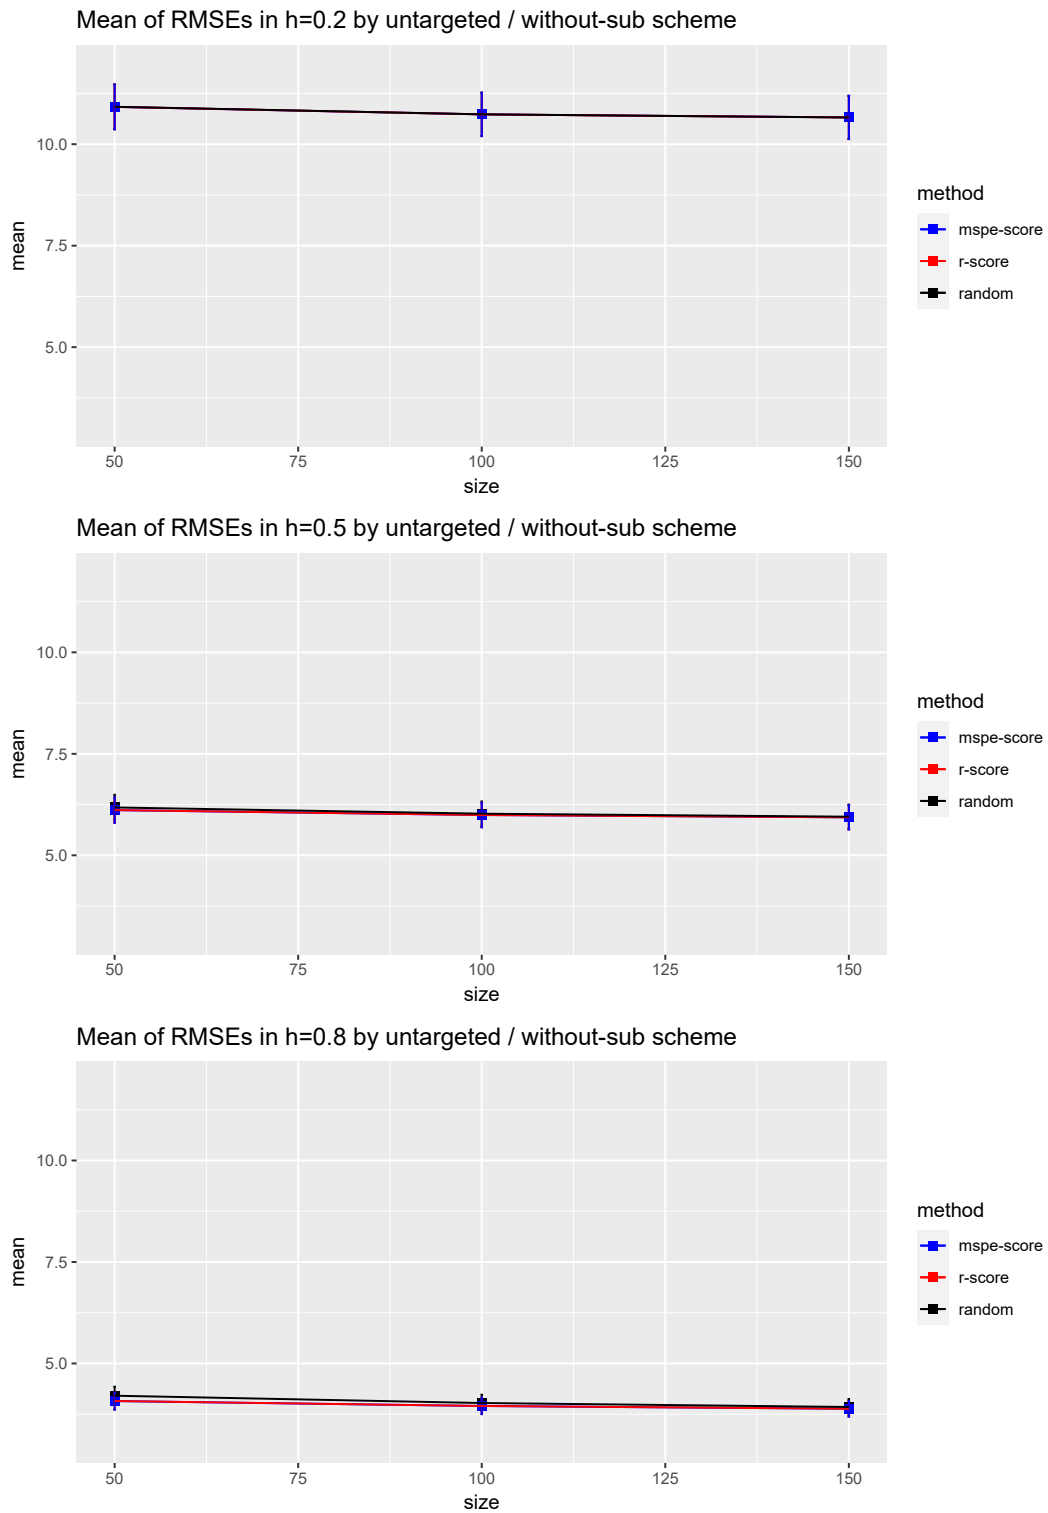 Mean of RMSEs in h=0.2 by untargeted / without-sub scheme
10.0
7.5
5.0
mean
50 75 100 125 150
size
method
mspe-score
r-score
random
Mean of RMSEs in h=0.5 by untargeted / without-sub scheme
10.0
7.5
5.0
mean
50 75 100 125 150
size
method
mspe-score
r-score
random
Mean of RMSEs in h=0.8 by untargeted / without-sub scheme
10.0
7.5
5.0
mean
50 75 100 125 150
size
method
mspe-score
r-score
random